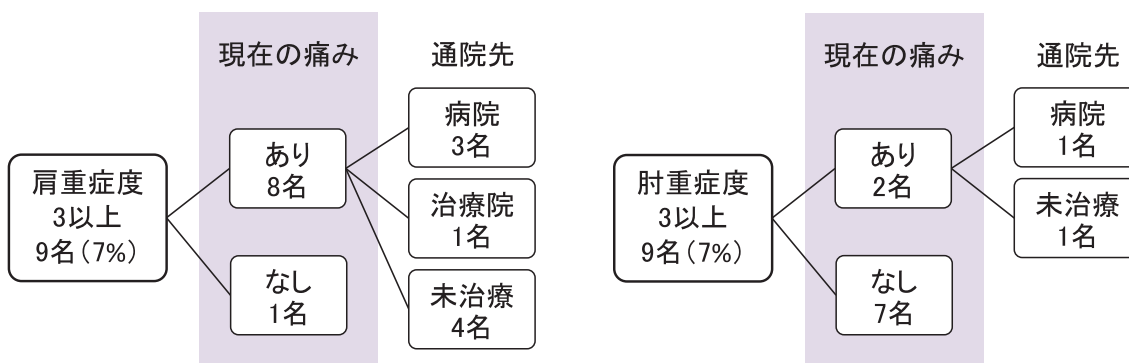 現在の痛み
通院先
肩重症度
3以上
9名(7%)
あり
8名
なし
1名
病院
3名
治療院
1名
未治療
4名
現在の痛み
通院先
肘重症度
3以上
9名(7%)
あり
2名
なし
7名
病院
1名
未治療
1名